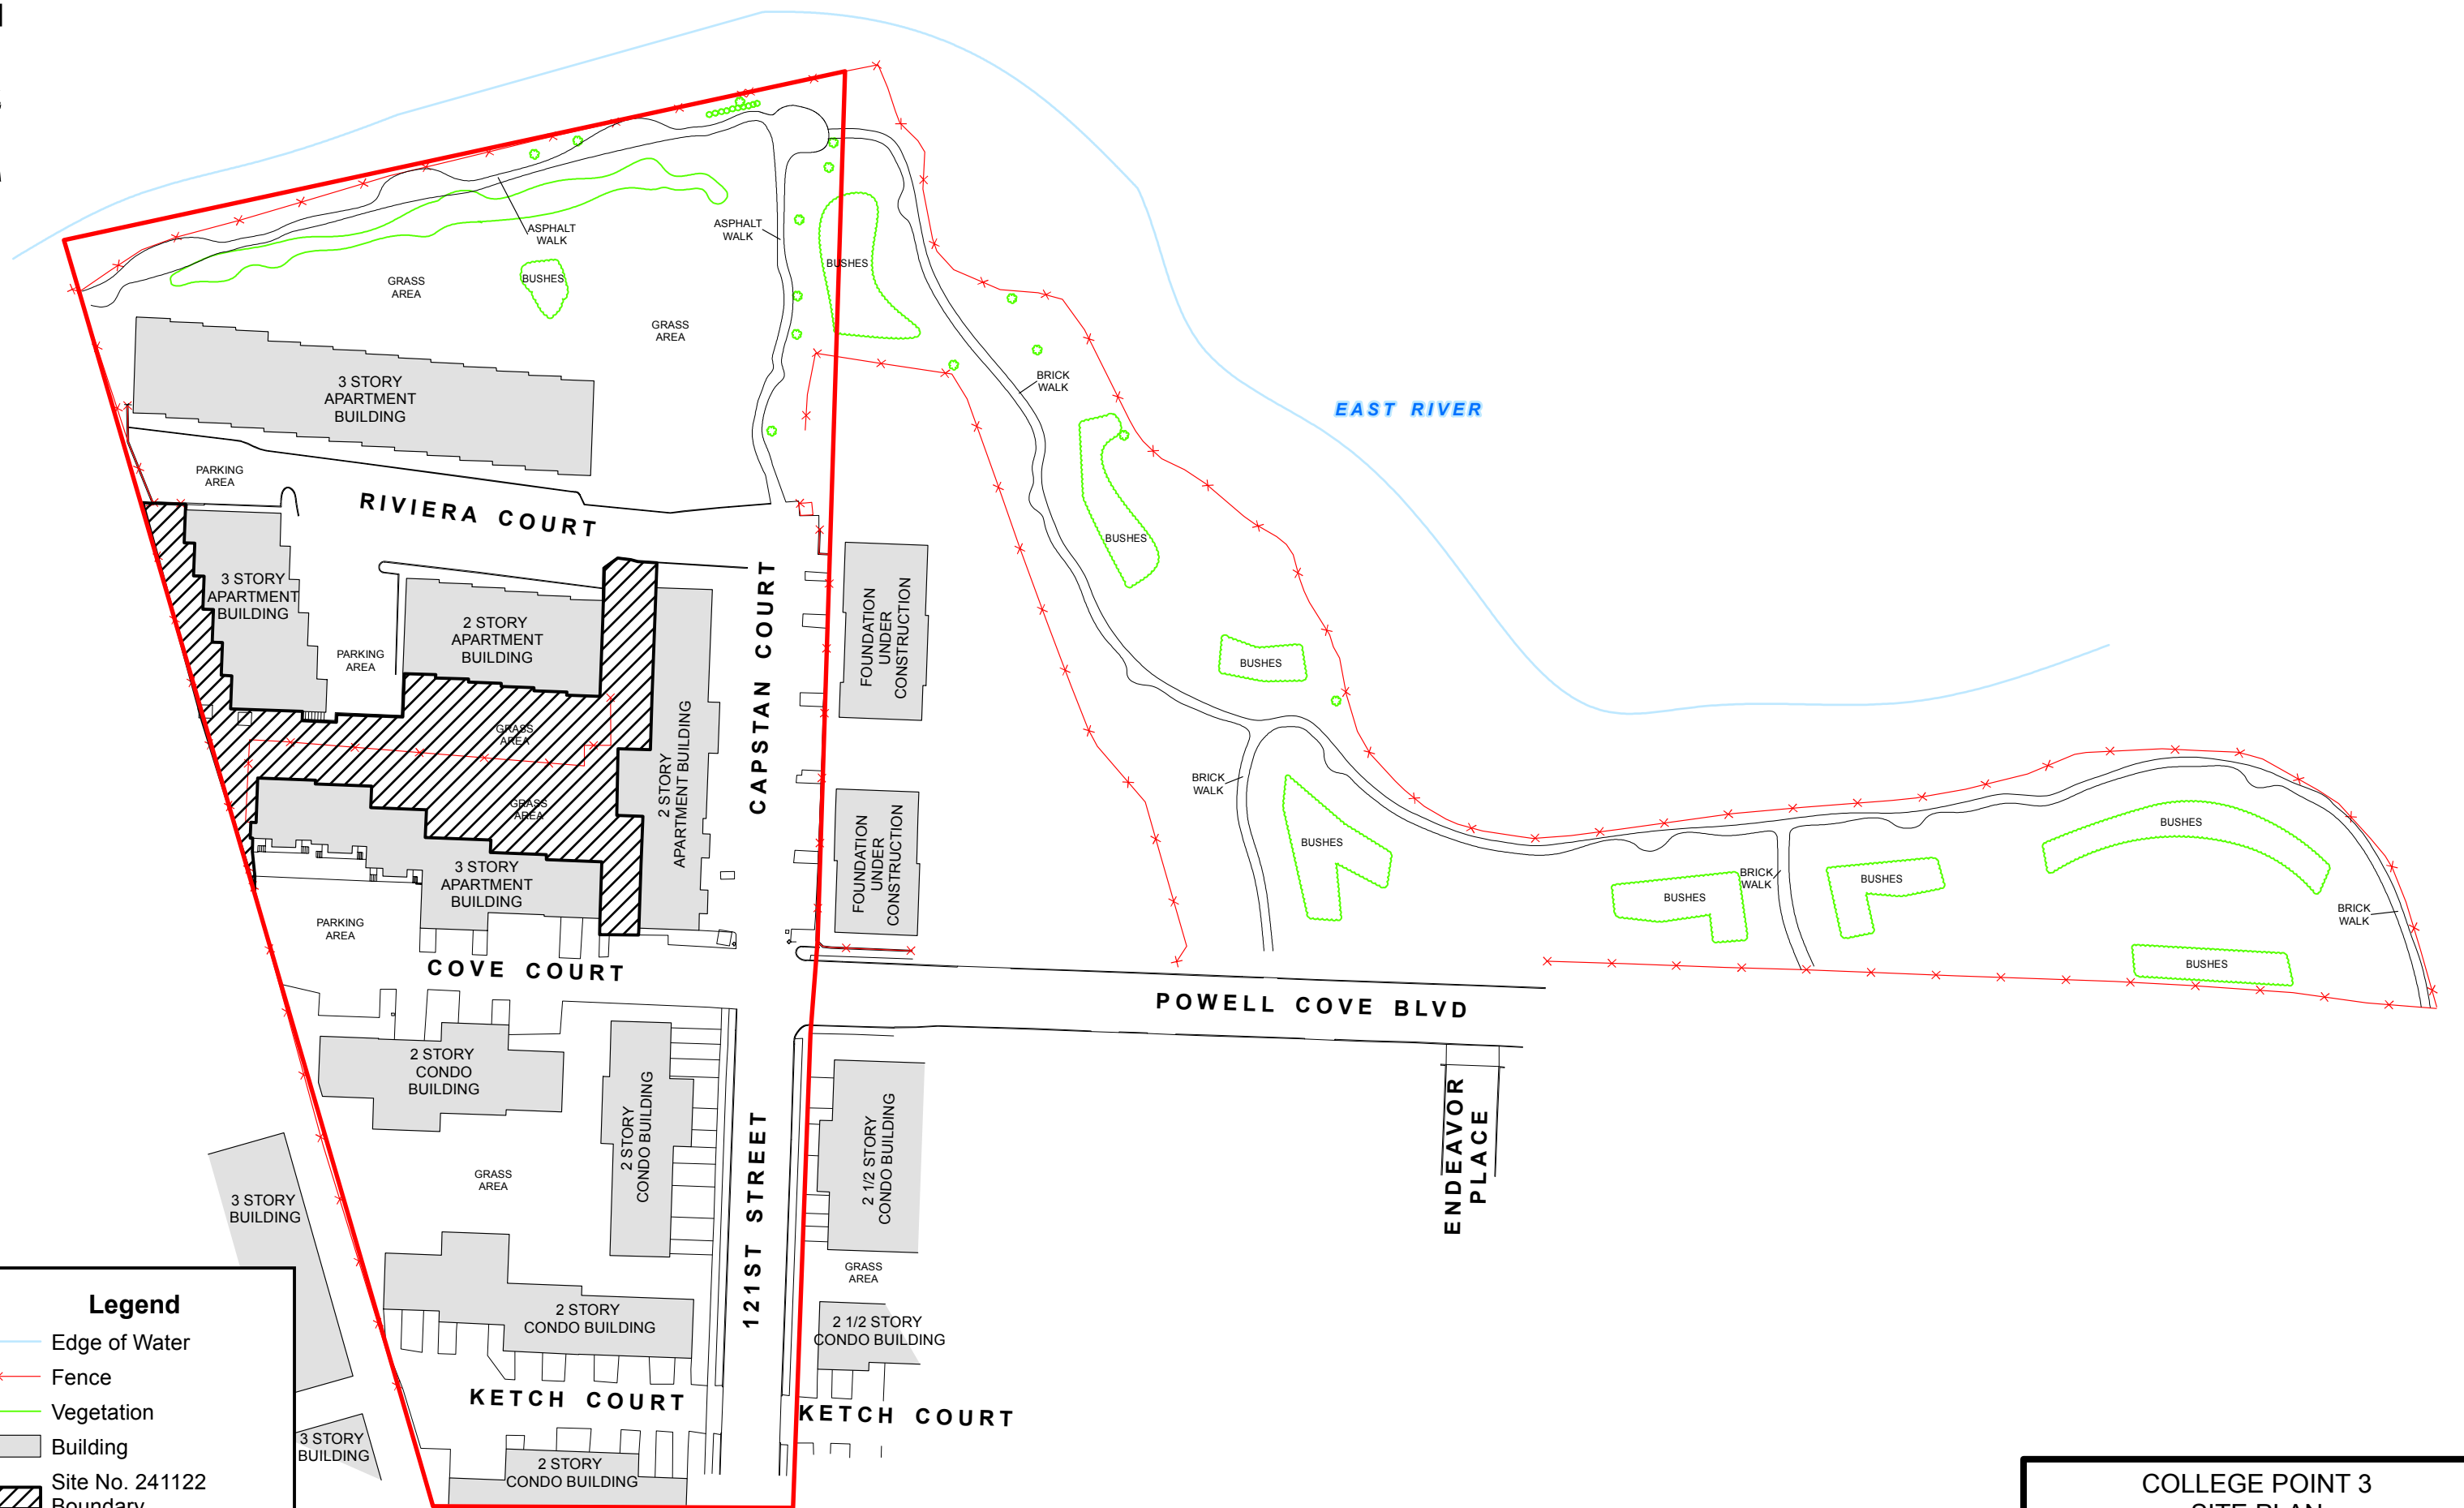 ASPHALT
WALK
ASPHALT
WALK
GRASS
AREA
BUSHES
BUSHES
GRASS
AREA
3 STORY
APARTMENT
BUILDING
BRICK
WALK
EAST RIVER
PARKING
AREA
RIVIERA COURT
BUSHES
3 STORY
APARTMENT
BUILDING
2 STORY
APARTMENT
BUILDING
PARKING
AREA
CAPSTAN COURT
FOUNDATION
UNDER
CONSTRUCTION
BUSHES
GRASS
AREA
2 STORY
APARTMENT BUILDING
GRASS
AREA
BRICK
WALK
FOUNDATION
UNDER
CONSTRUCTION
BUSHES
BUSHES
3 STORY
APARTMENT
BUILDING
BRICK
WALK
BUSHES
BUSHES
BRICK
WALK
PARKING
AREA
BUSHES
COVE COURT
POWELL COVE BLVD
2 STORY
CONDO
BUILDING
2 STORY
CONDO BUILDING
121ST STREET
2 1/2 STORY
CONDO BUILDING
ENDEAVOR
PLACE
GRASS
AREA
3 STORY
BUILDING
GRASS
AREA
2 STORY
CONDO BUILDING
2 1/2 STORY
CONDO BUILDING
KETCH COURT
KETCH COURT
3 STORY
BUILDING
2 STORY
CONDO BUILDING
Legend
Edge of Water
Fence
Vegetation
Building
Site No. 241122
Boundary
COLLEGE POINT 3
SITE PLAN